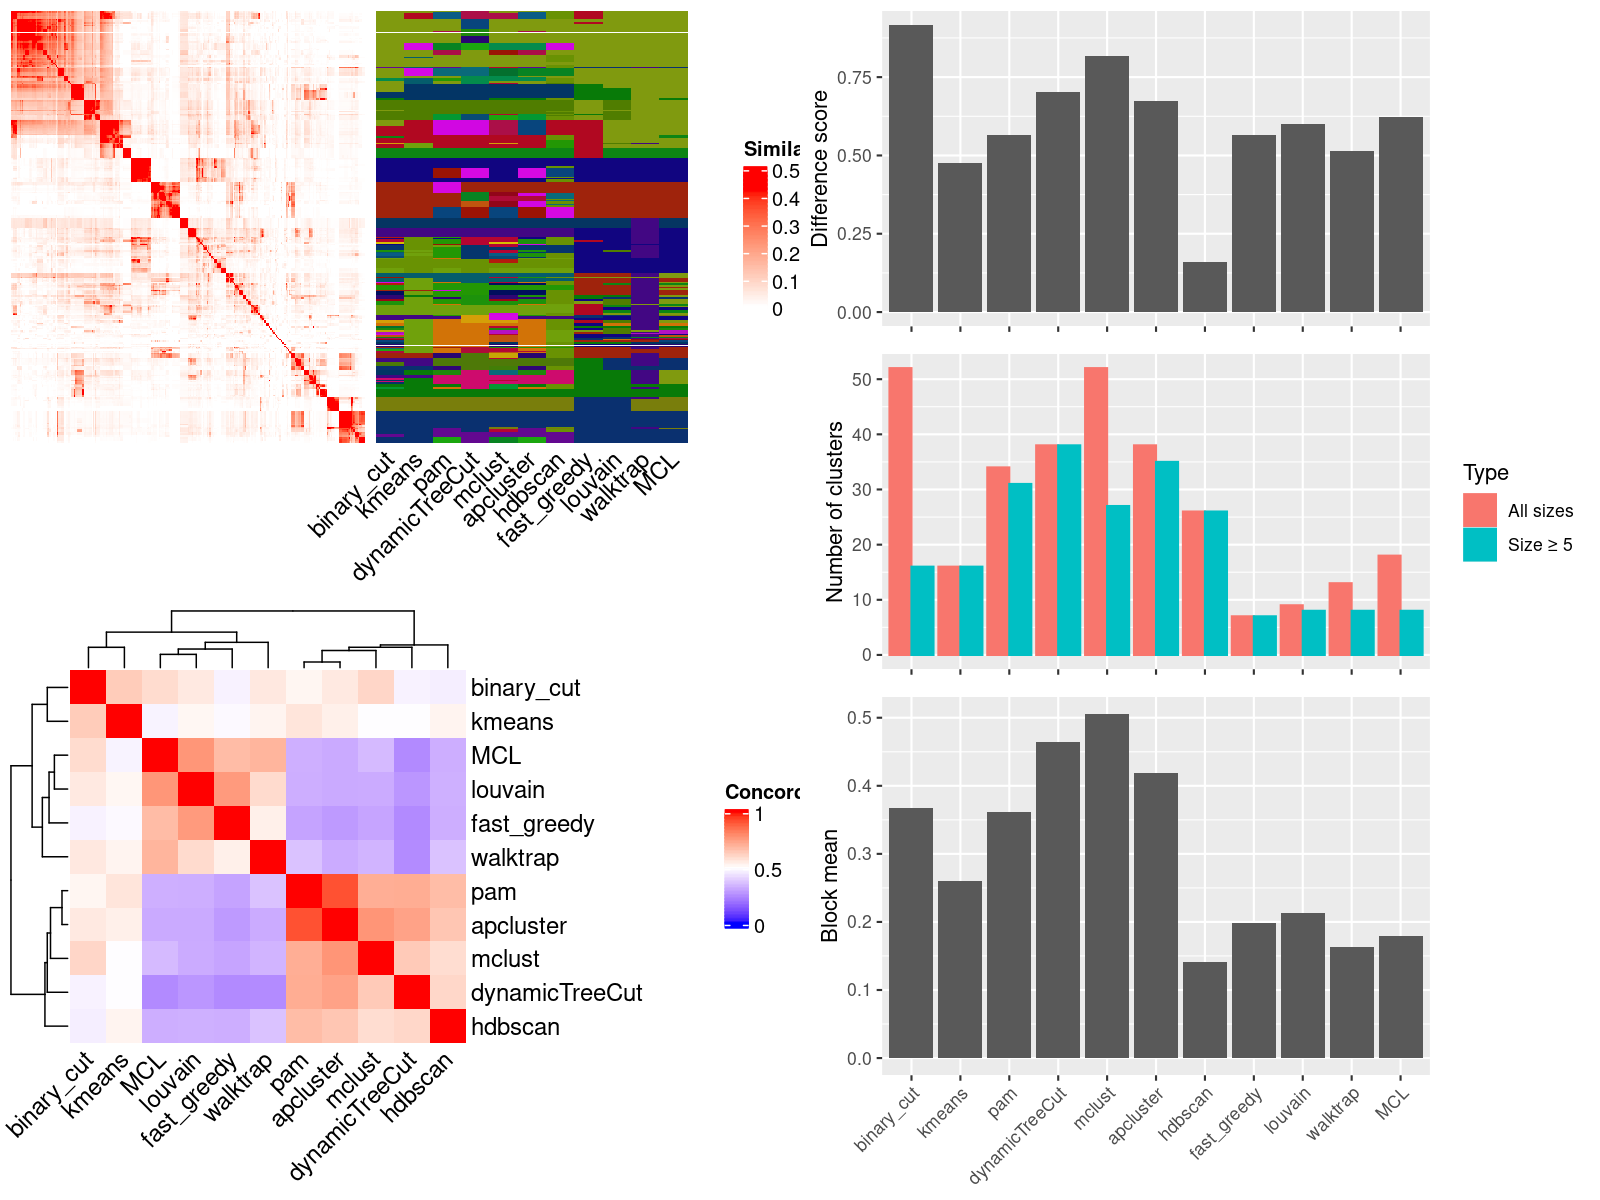 Simila
0.5
0.4
0.3
0.2
0.1
0
binary_cut
kmeans
pam
dynamicTreeCut
mclust
apcluster
hdbscan
fast_greedy
louvain
walktrap
MCL
binary_cut
kmeans
MCL
louvain
fast_greedy
walktrap
pam
apcluster
mclust
dynamicTreeCut
hdbscan
binary_cut
kmeans
MCL
louvain
fast_greedy
walktrap
pam
apcluster
mclust
dynamicTreeCut
hdbscan
Concord
1
0.5
0
Difference score
0.75
0.50
0.25
0.00
Number of clusters
50
40
30
20
10
0
Type
All sizes
Size ≥ 5
Block mean
0.5
0.4
0.3
0.2
0.1
0.0
binary_cut
kmeans
pam
dynamicTreeCut
mclust
apcluster
hdbscan
fast_greedy
louvain
walktrap
MCL